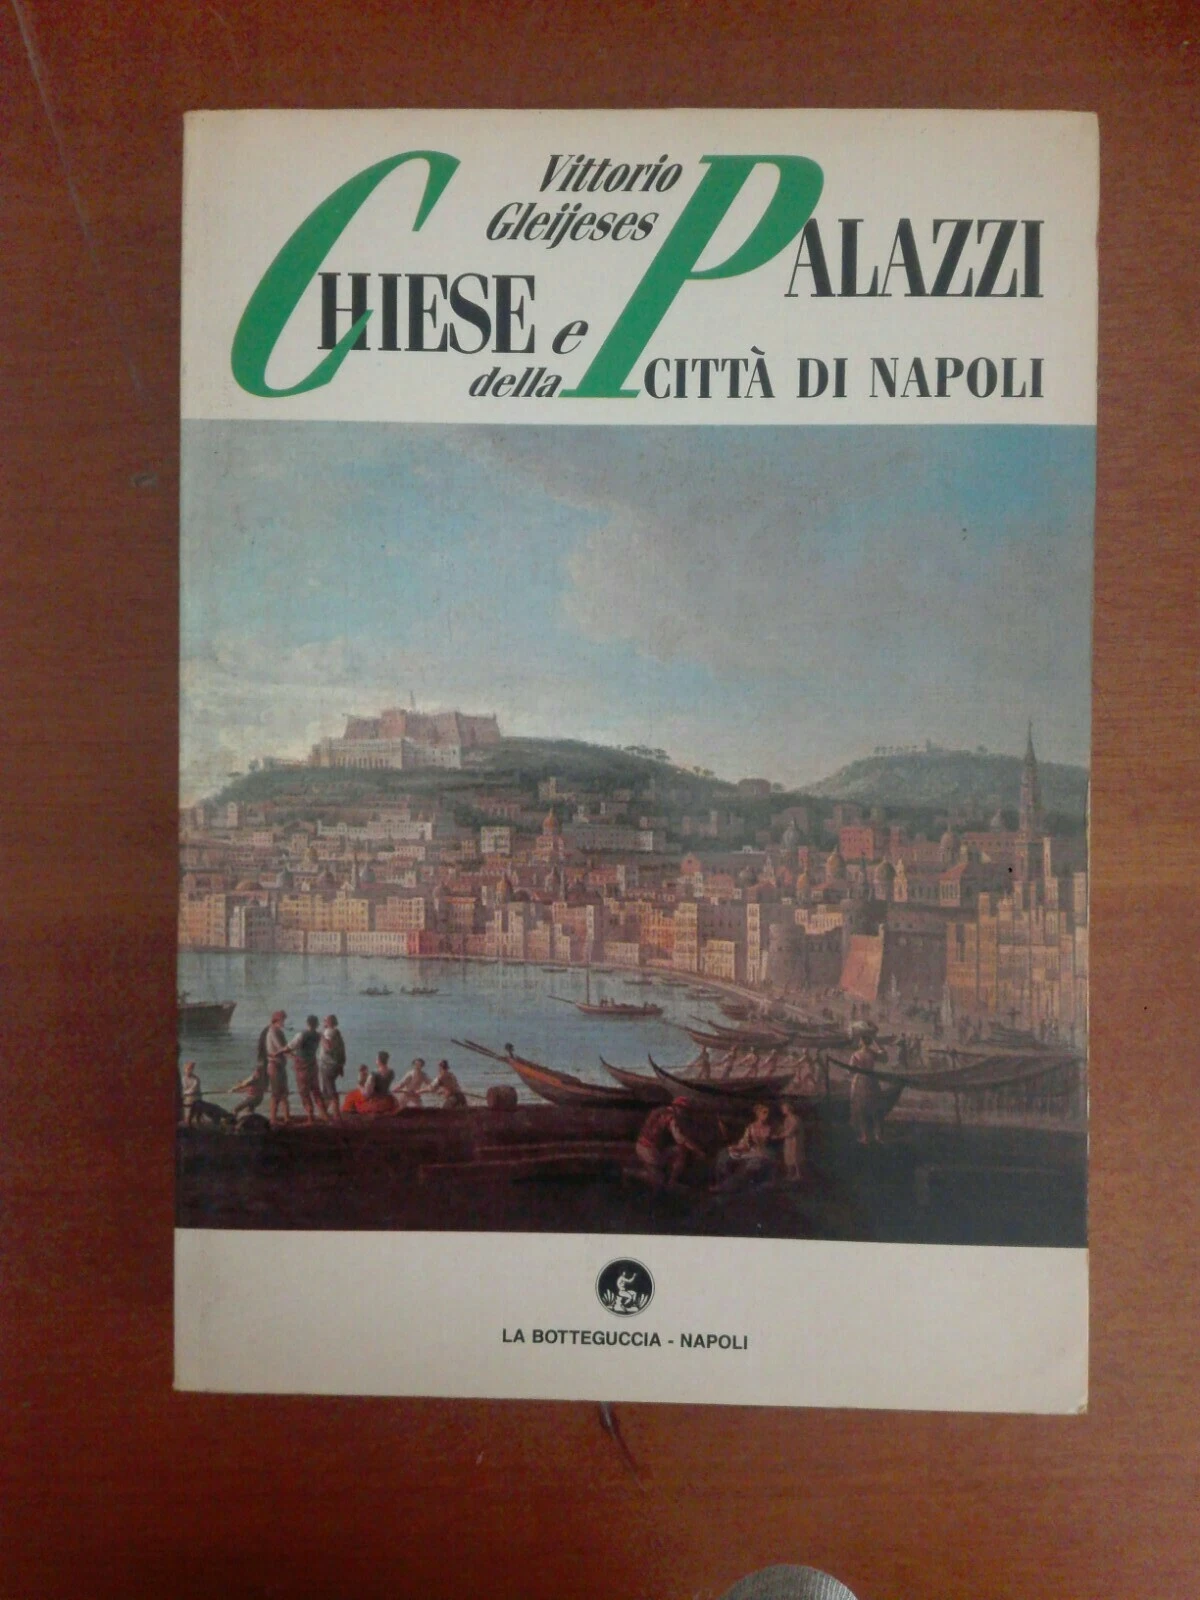 Vittorio
Gleijeses
CHIESE e PALAZZI
della CITTÀ DI NAPOLI
LA BOTTEGUCCIA - NAPOLI